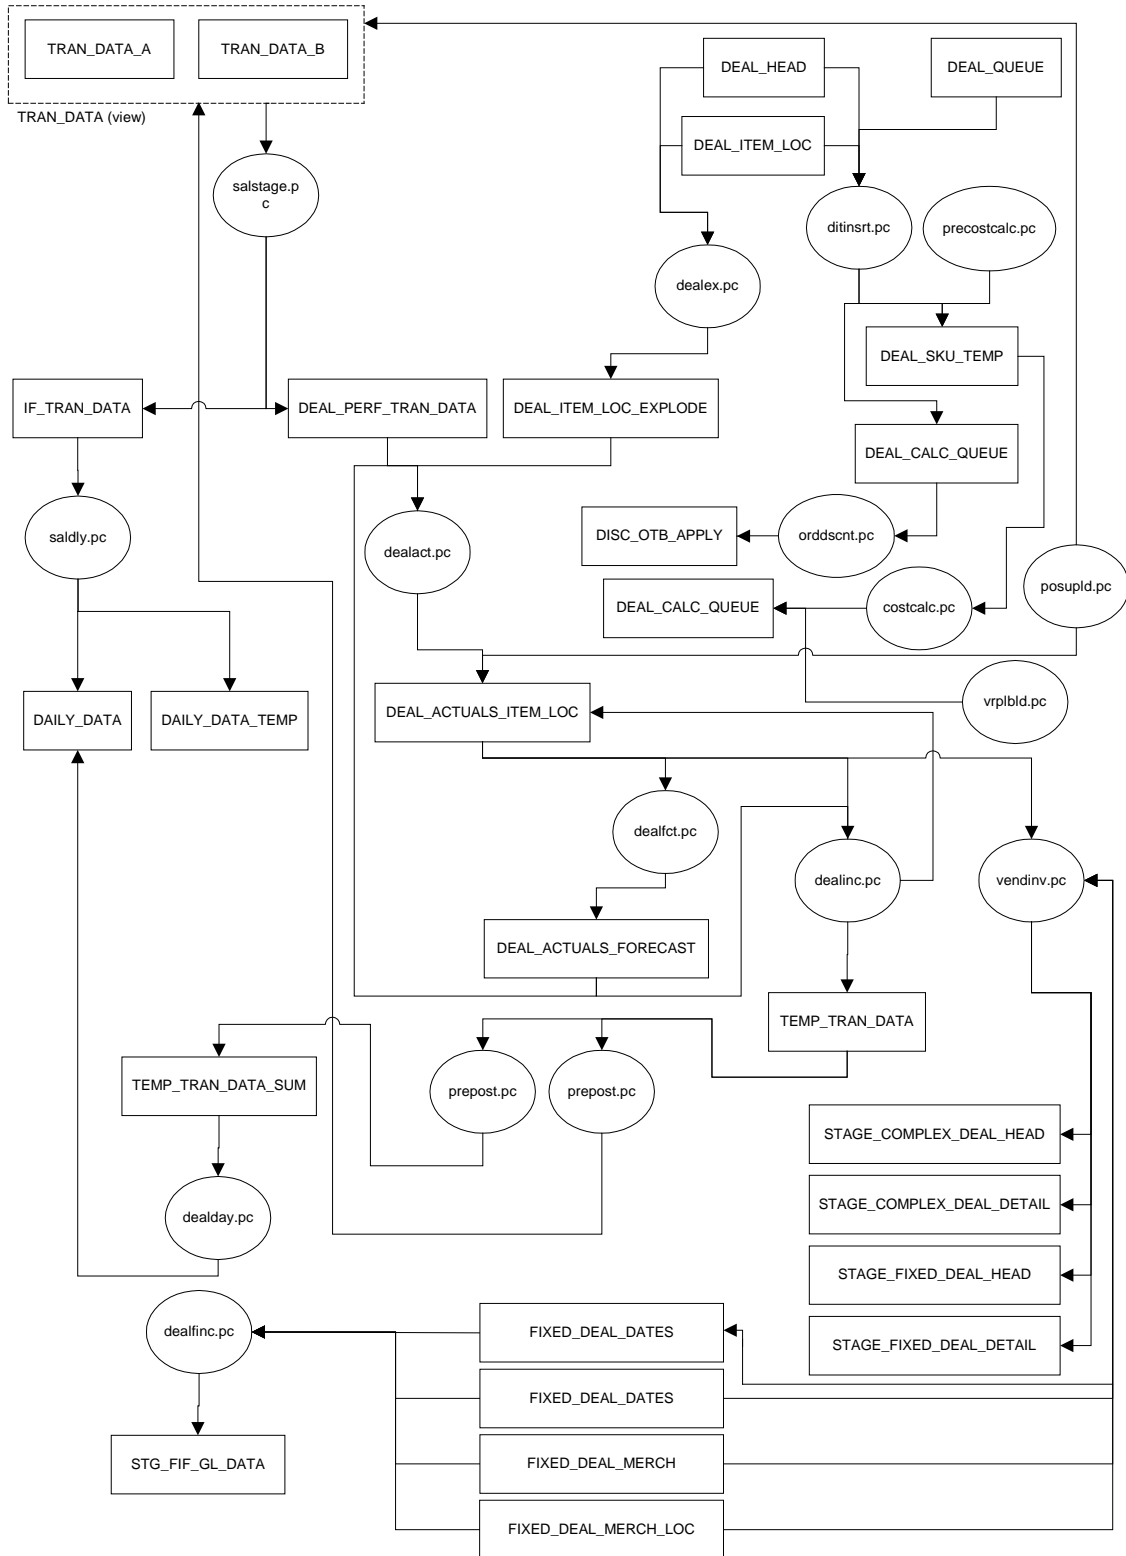 TRAN_DATA_A
TRAN_DATA_B
TRAN_DATA (view)
DEAL_HEAD
DEAL_QUEUE
DEAL_ITEM_LOC
salstage.p
c
ditinsrt.pc
precostcalc.pc
dealex.pc
DEAL_SKU_TEMP
IF_TRAN_DATA
DEAL_PERF_TRAN_DATA
DEAL_ITEM_LOC_EXPLODE
DEAL_CALC_QUEUE
saldly.pc
dealact.pc
DISC_OTB_APPLY
orddscnt.pc
posupld.pc
DEAL_CALC_QUEUE
costcalc.pc
DAILY_DATA
DAILY_DATA_TEMP
DEAL_ACTUALS_ITEM_LOC
vrplbld.pc
dealfct.pc
dealinc.pc
vendinv.pc
DEAL_ACTUALS_FORECAST
TEMP_TRAN_DATA
TEMP_TRAN_DATA_SUM
prepost.pc
prepost.pc
STAGE_COMPLEX_DEAL_HEAD
STAGE_COMPLEX_DEAL_DETAIL
dealday.pc
STAGE_FIXED_DEAL_HEAD
dealfinc.pc
FIXED_DEAL_DATES
STAGE_FIXED_DEAL_DETAIL
FIXED_DEAL_DATES
STG_FIF_GL_DATA
FIXED_DEAL_MERCH
FIXED_DEAL_MERCH_LOC